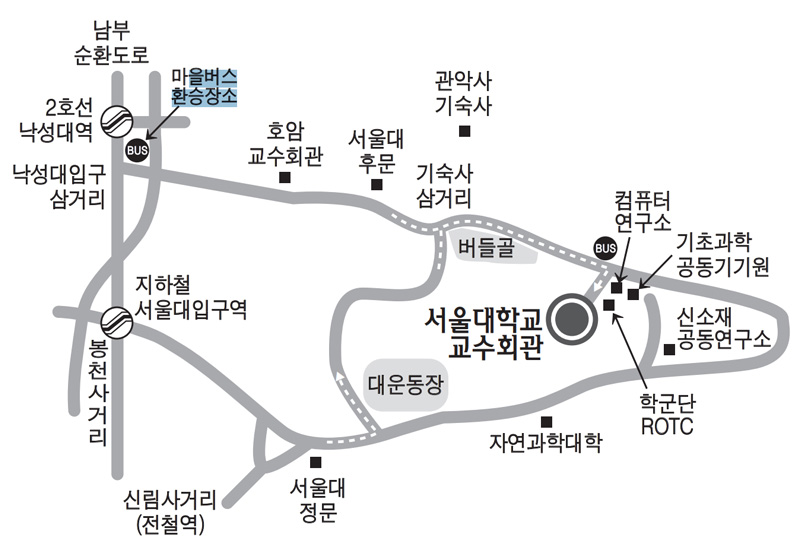 남부
순환도로
마을버스
환승장소
2호선
낙성대역
BUS
낙성대입구
삼거리
호암
교수회관
서울대
후문
관악사
기숙사
기숙사
삼거리
버들골
BUS
컴퓨터
연구소
기초과학
공동기기원
지하철
서울대입구역
서울대학교
교수회관
신소재
공동연구소
봉천사거리
대운동장
학군단
ROTC
자연과학대학
서울대
정문
신림사거리
(전철역)